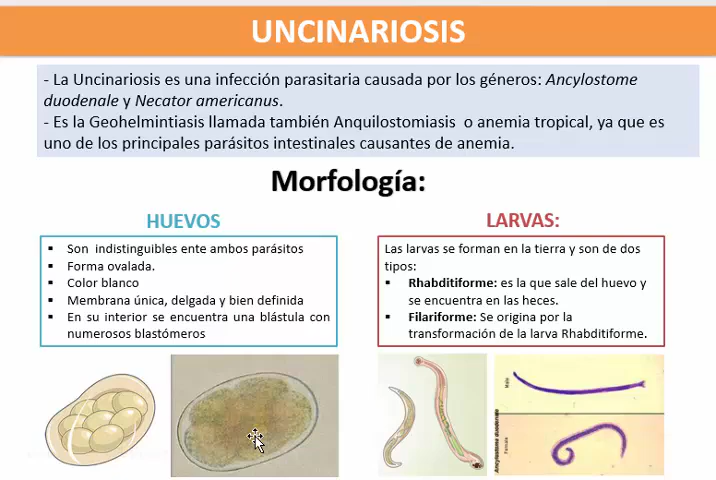 UNCINARIOSIS
- La Uncinariosis es una infección parasitaria causada por los géneros: Ancylostome
duodenale y Necator americanus.
- Es la Geohelmintiasis llamada también Anquilostomiasis o anemia tropical, ya que es
uno de los principales parásitos intestinales causantes de anemia.
Morfología:
HUEVOS
▪ Son indistinguibles ente ambos parásitos
▪ Forma ovalada.
▪ Color blanco
▪ Membrana única, delgada y bien definida
▪ En su interior se encuentra una blástula con
numerosos blastómeros
LARVAS:
Las larvas se forman en la tierra y son de dos
tipos:
▪ Rhabditiforme: es la que sale del huevo y
se encuentra en las heces.
▪ Filariforme: Se origina por la
transformación de la larva Rhabditiforme.
Male
Female
Ancylostoma duodenale